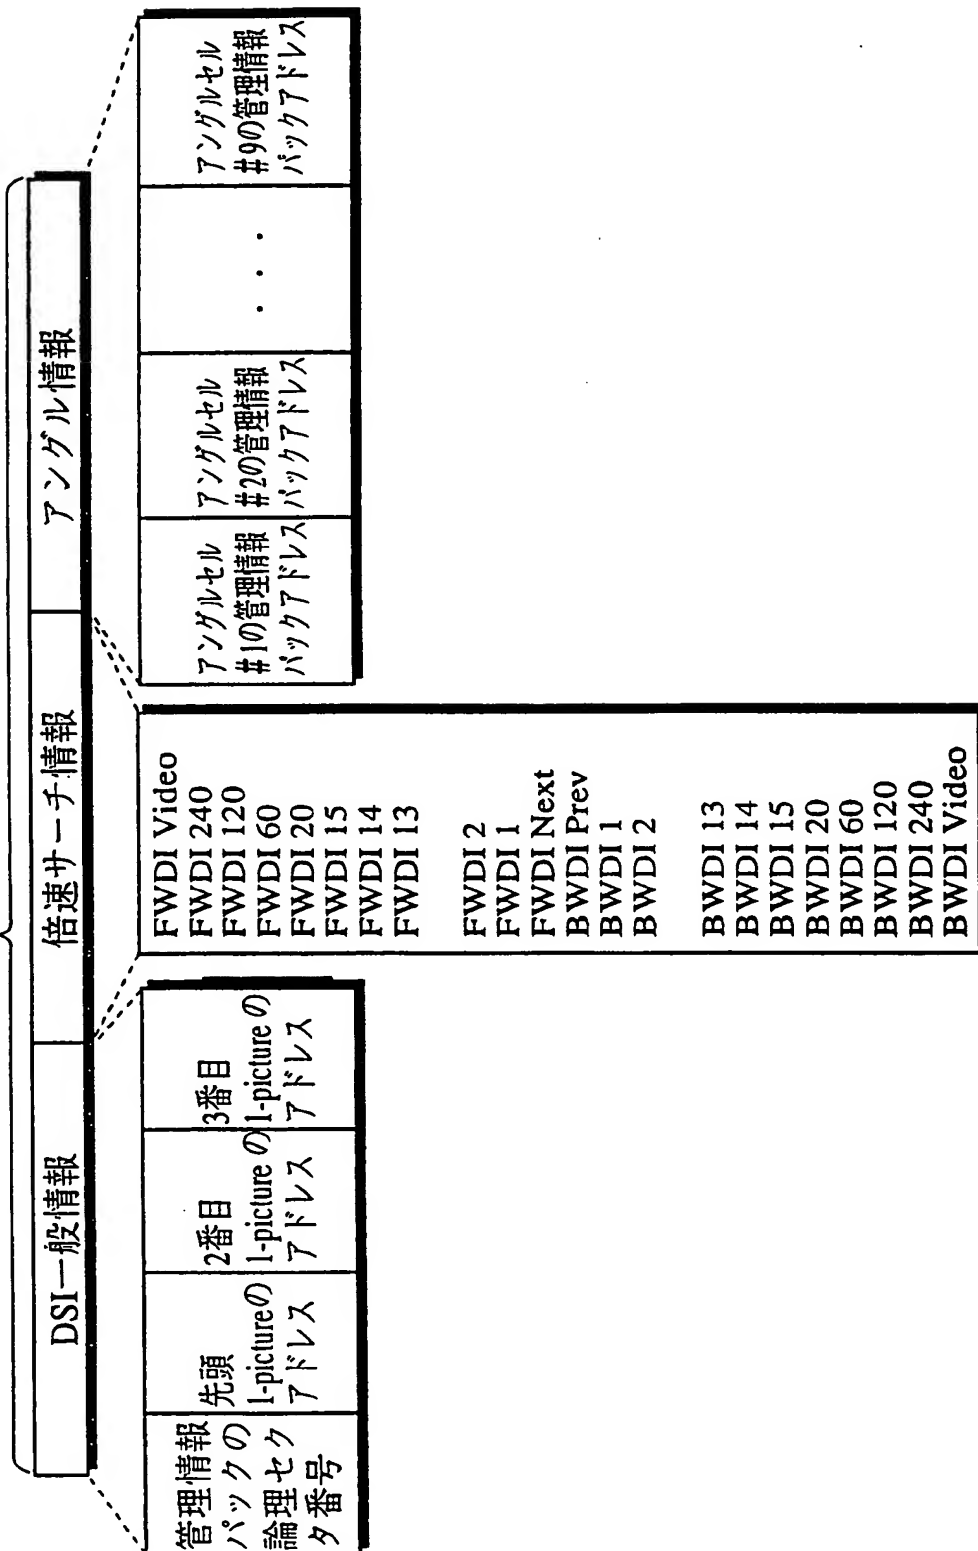 DSI一般情報
倍速サーチ情報
アングル情報
管理情報
パックの
論理セク
タ番号
先頭
1-pictureの
アドレス
2番目
1-pictureの
アドレス
3番目
1-pictureの
アドレス
FWDI Video
FWDI 240
FWDI 120
FWDI 60
FWDI 20
FWDI 15
FWDI 14
FWDI 13
FWDI 2
FWDI 1
FWDI Next
BWDI Prev
BWDI 1
BWDI 2
BWDI 13
BWDI 14
BWDI 15
BWDI 20
BWDI 60
BWDI 120
BWDI 240
BWDI Video
アングルセル
#1の管理情報
パックアドレス
アングルセル
#2の管理情報
パックアドレス
・・・
アングルセル
#9の管理情報
パックアドレス